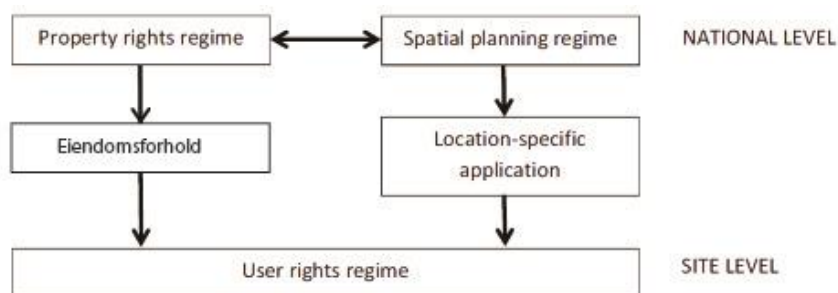 Property rights regime
Spatial planning regime
NATIONAL LEVEL
Eiendomsforhold
Location-specific
application
User rights regime
SITE LEVEL